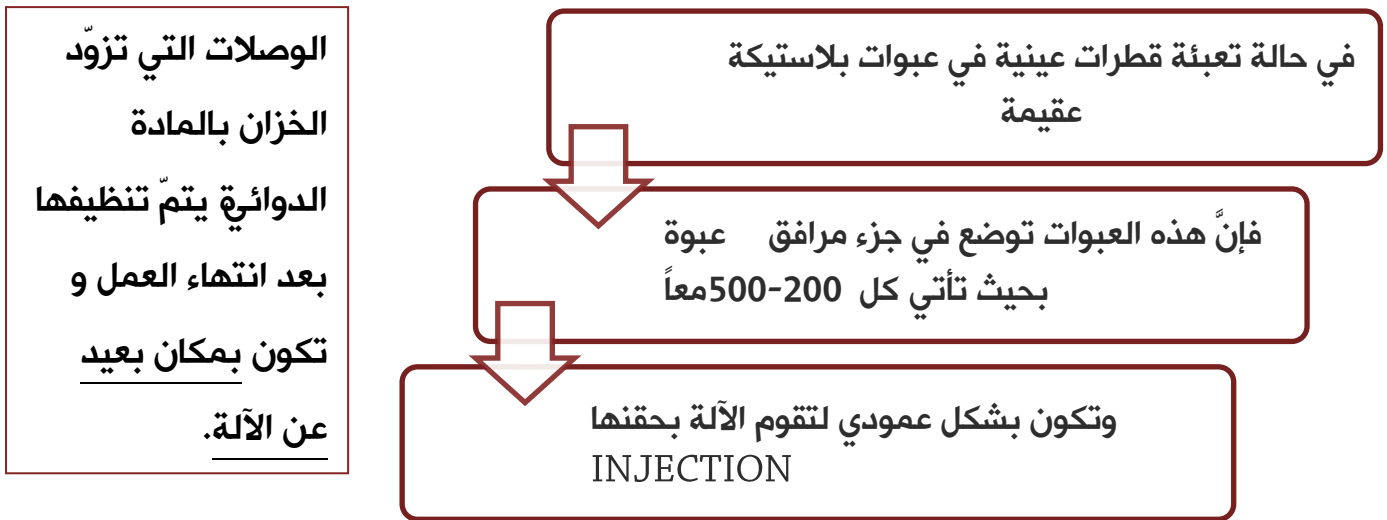 في حالة تعبئة قطرات عينية في عبوات بلاستيكة
عقيمة
فإنَّ هذه العبوات توضع في جزء مرافق عبوة
بحيث تأتي كل 200-500معاً
وتكون بشكل عمودي لتقوم الآلة بحقنها
INJECTION
الوصلات التي تزوّد
الخزان بالمادة
الدوائية يتمّ تنظيفها
بعد انتهاء العمل و
تكون بمكان بعيد
عن الآلة.